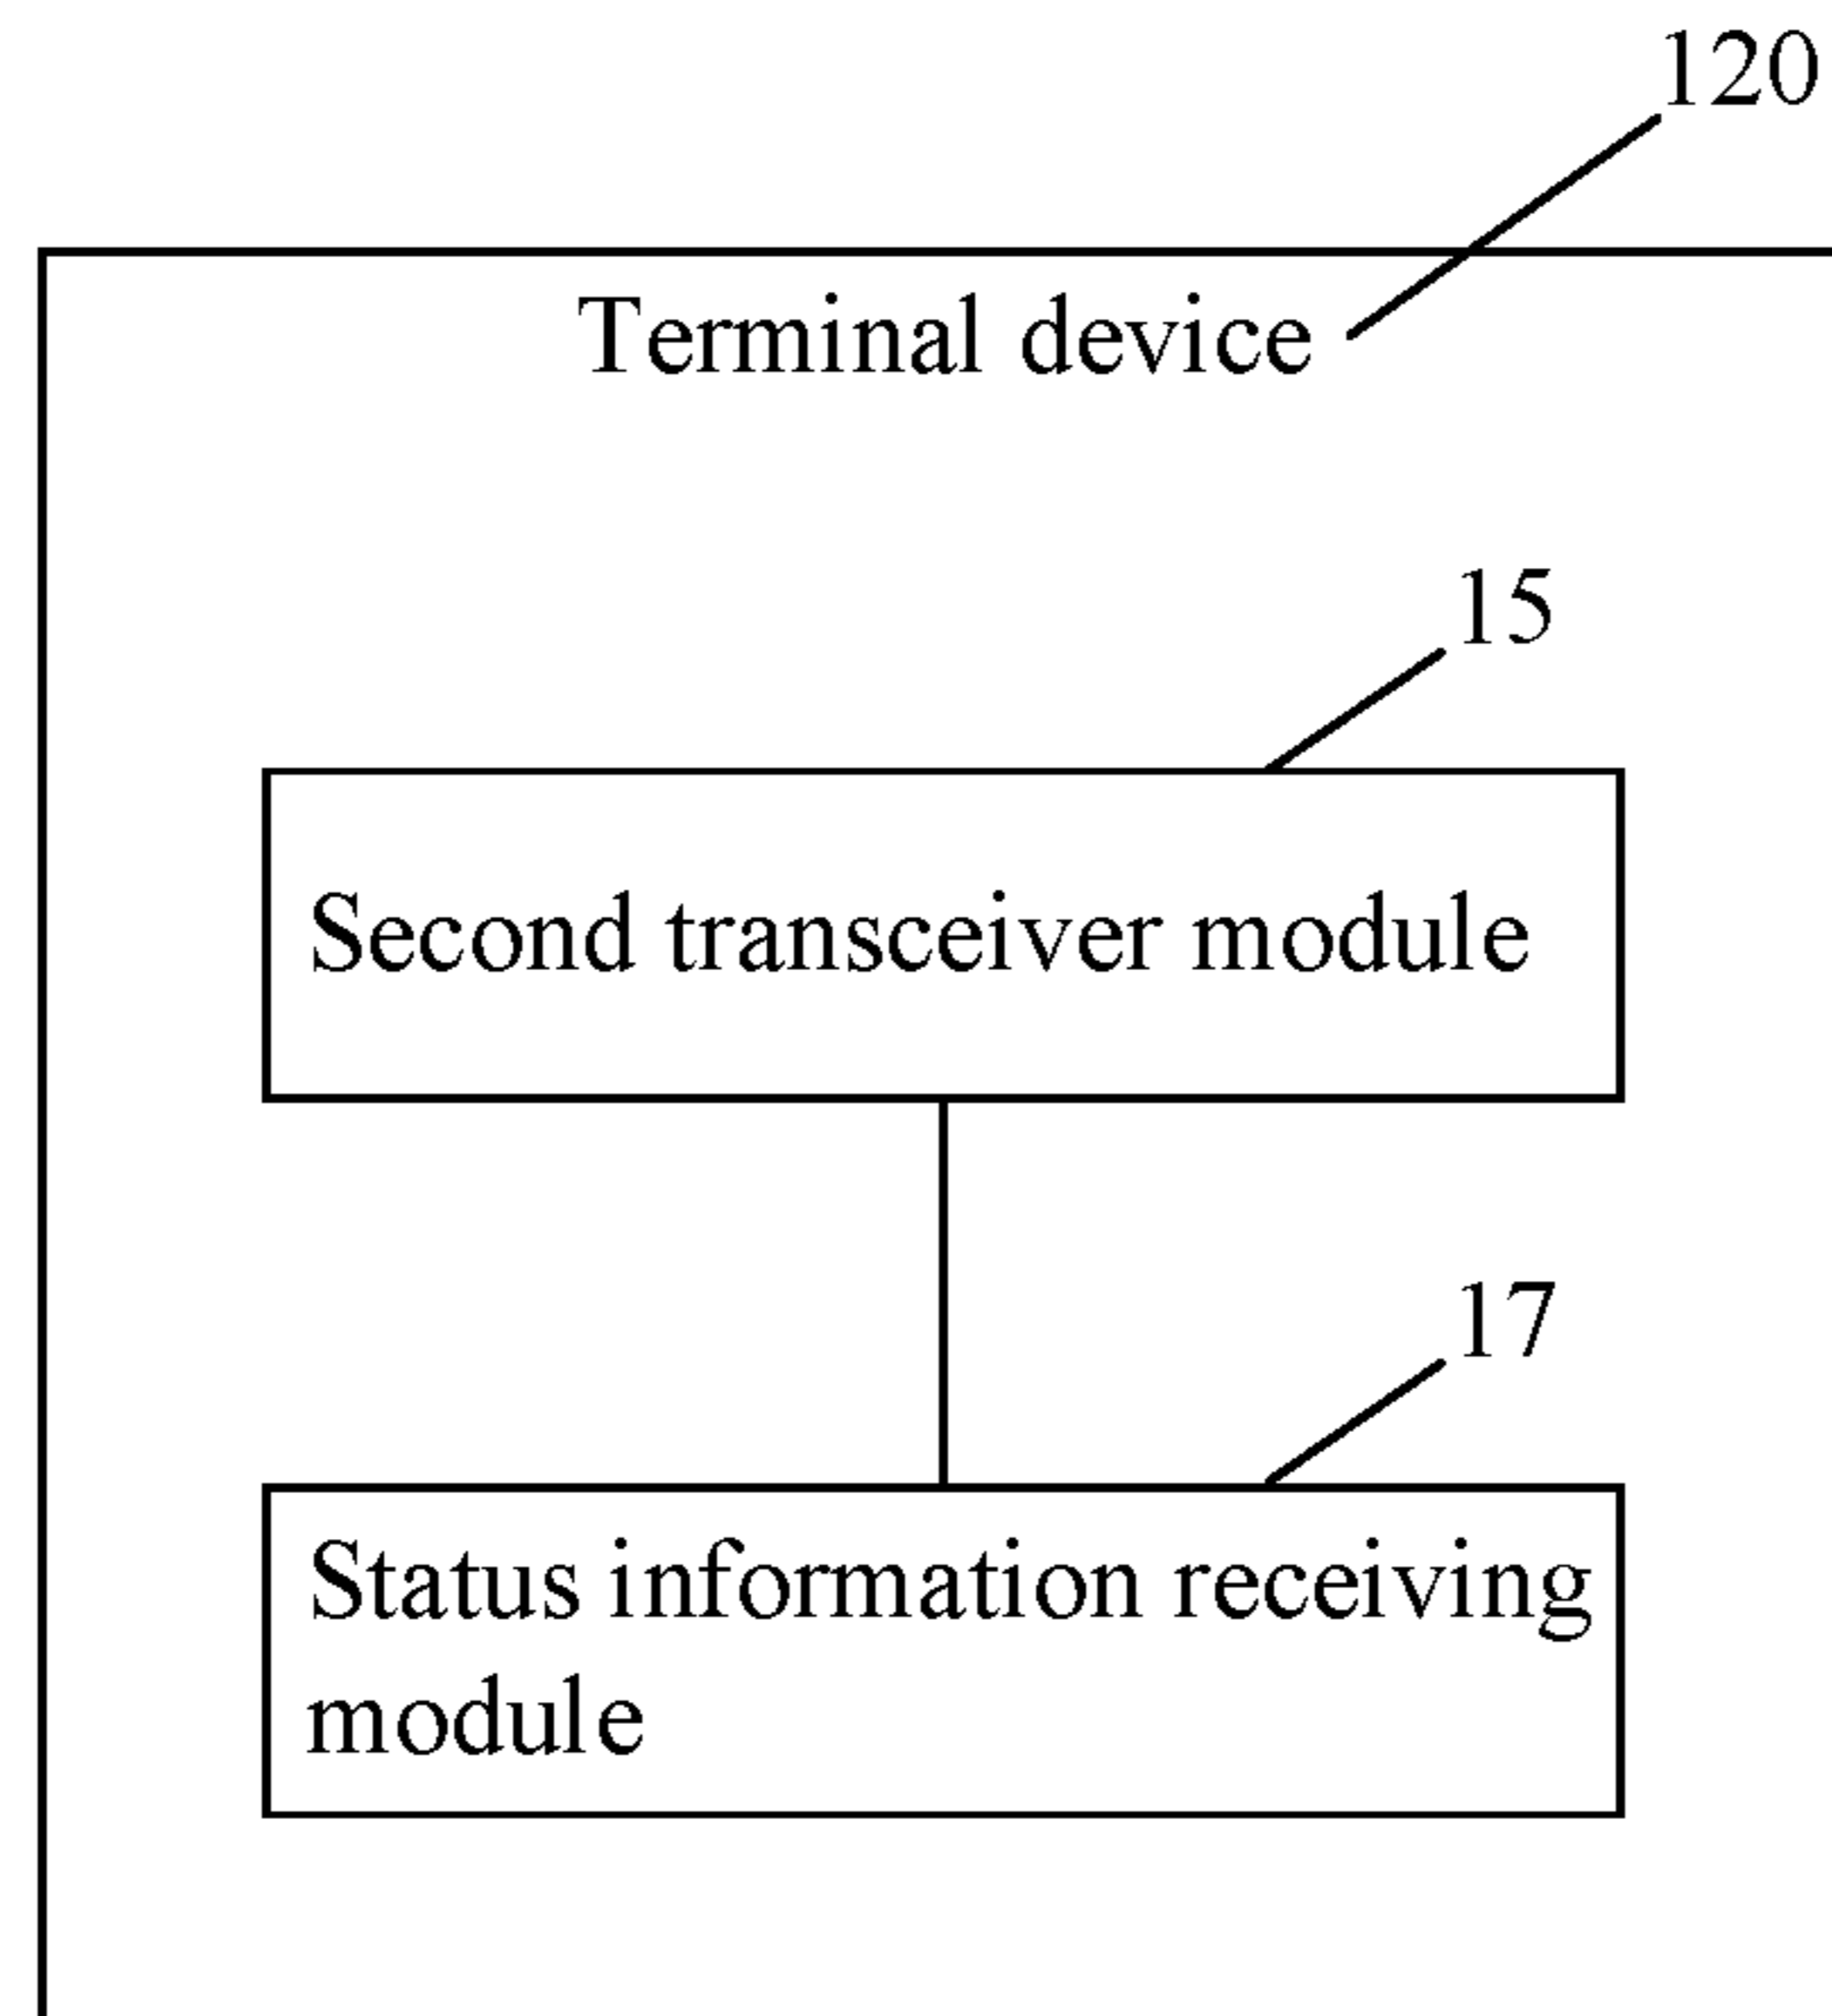 120
Terminal device
15
Second transceiver module
17
Status information receiving
module